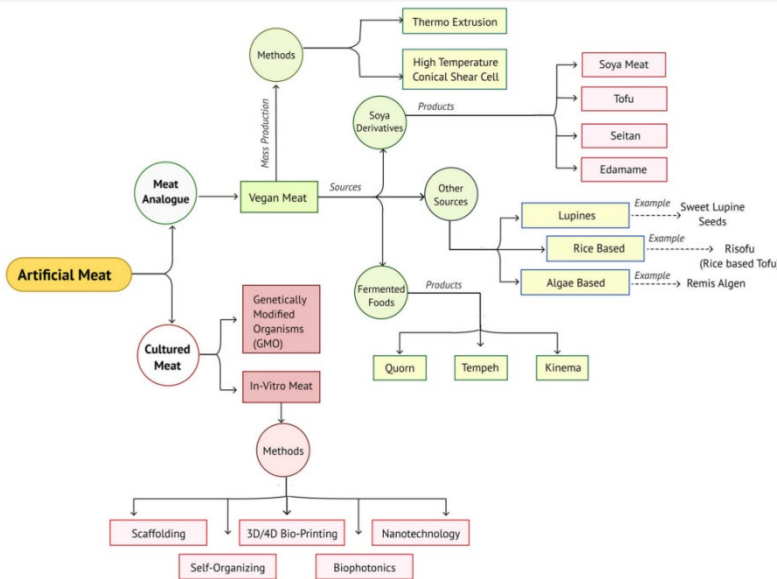 Thermo Extrusion
Methods
High Temperature
Conical Shear Cell
Mass Production
Soya
Derivatives
Products
Soya Meat
Tofu
Seitan
Edamame
Meat
Analogue
Vegan Meat
Sources
Other
Sources
Lupines
Example
Sweet Lupine
Seeds
Rice Based
Example
Risofu
(Rice based Tofu
Algae Based
Example
Remis Algen
Fermented
Foods
Products
Quorn
Tempeh
Kinema
Artificial Meat
Cultured
Meat
Genetically
Modified
Organisms
(GMO)
In-Vitro Meat
Methods
Scaffolding
3D/4D Bio-Printing
Nanotechnology
Self-Organizing
Biophotonics